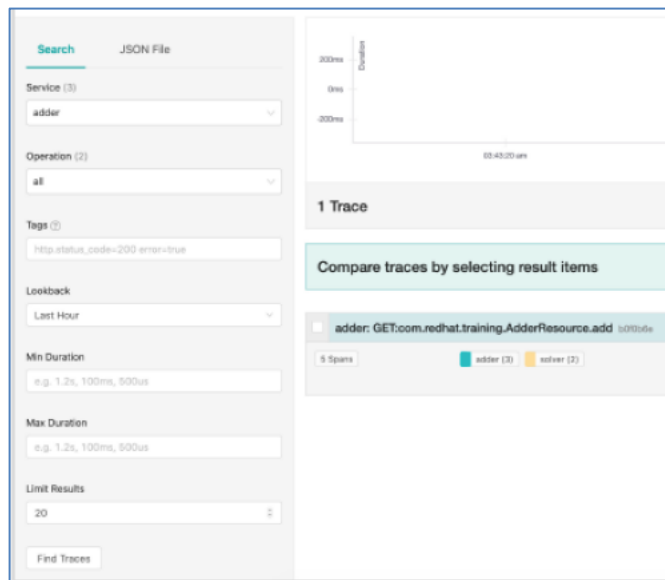 Search JSON File
Service (3)
adder
Operation (2)
all
Tags
http.status_code=200 error=true
Lookback
Last Hour
Min Duration
e.g. 1.2s, 100ms, 500us
Max Duration
e.g. 1.2s, 100ms, 500us
Limit Results
20
Find Traces
Duration
200ms
0ms
-200ms
03:43:20 am
1 Trace
Compare traces by selecting result items
adder: GET:com.redhat.training.AdderResource.add
5 Spans adder (3) solver (2)